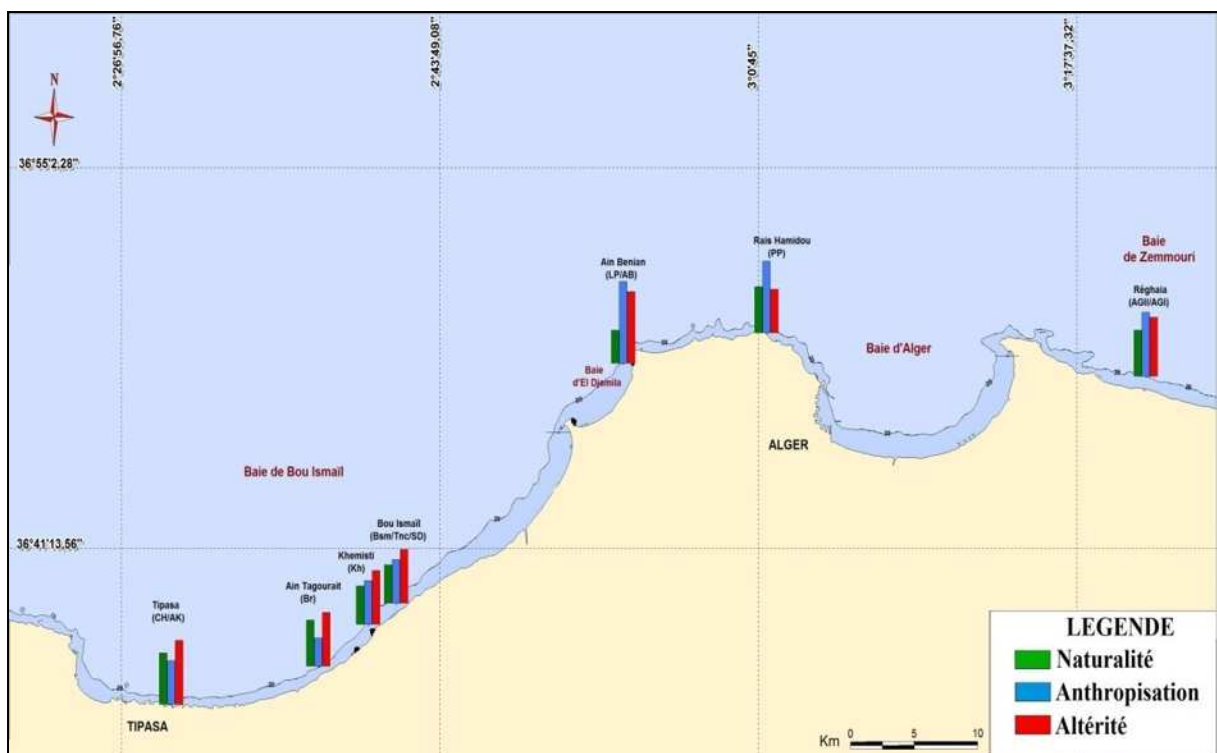 2°26'56,76''
2°43'49,08''
3°0'45''
3°17'37,32''
N
36°55'2,28''
Rais Hamidou
(PP)
Baie
de Zemmouri
Ain Benian
(LP/AB)
Réghaia
(AGII/AGI)
Baie d'Alger
Baie
d'El Djemila
ALGER
Baie de Bou Ismaïl
Bou Ismaïl
(Bsm/Tnc/SD)
36°41'13,56''
Khemisti
(Kh)
Ain Tagourait
(Br)
Tipasa
(CH/AK)
TIPASA
LEGENDE
Naturalité
Anthropisation
Altérité
Km
0 5 10